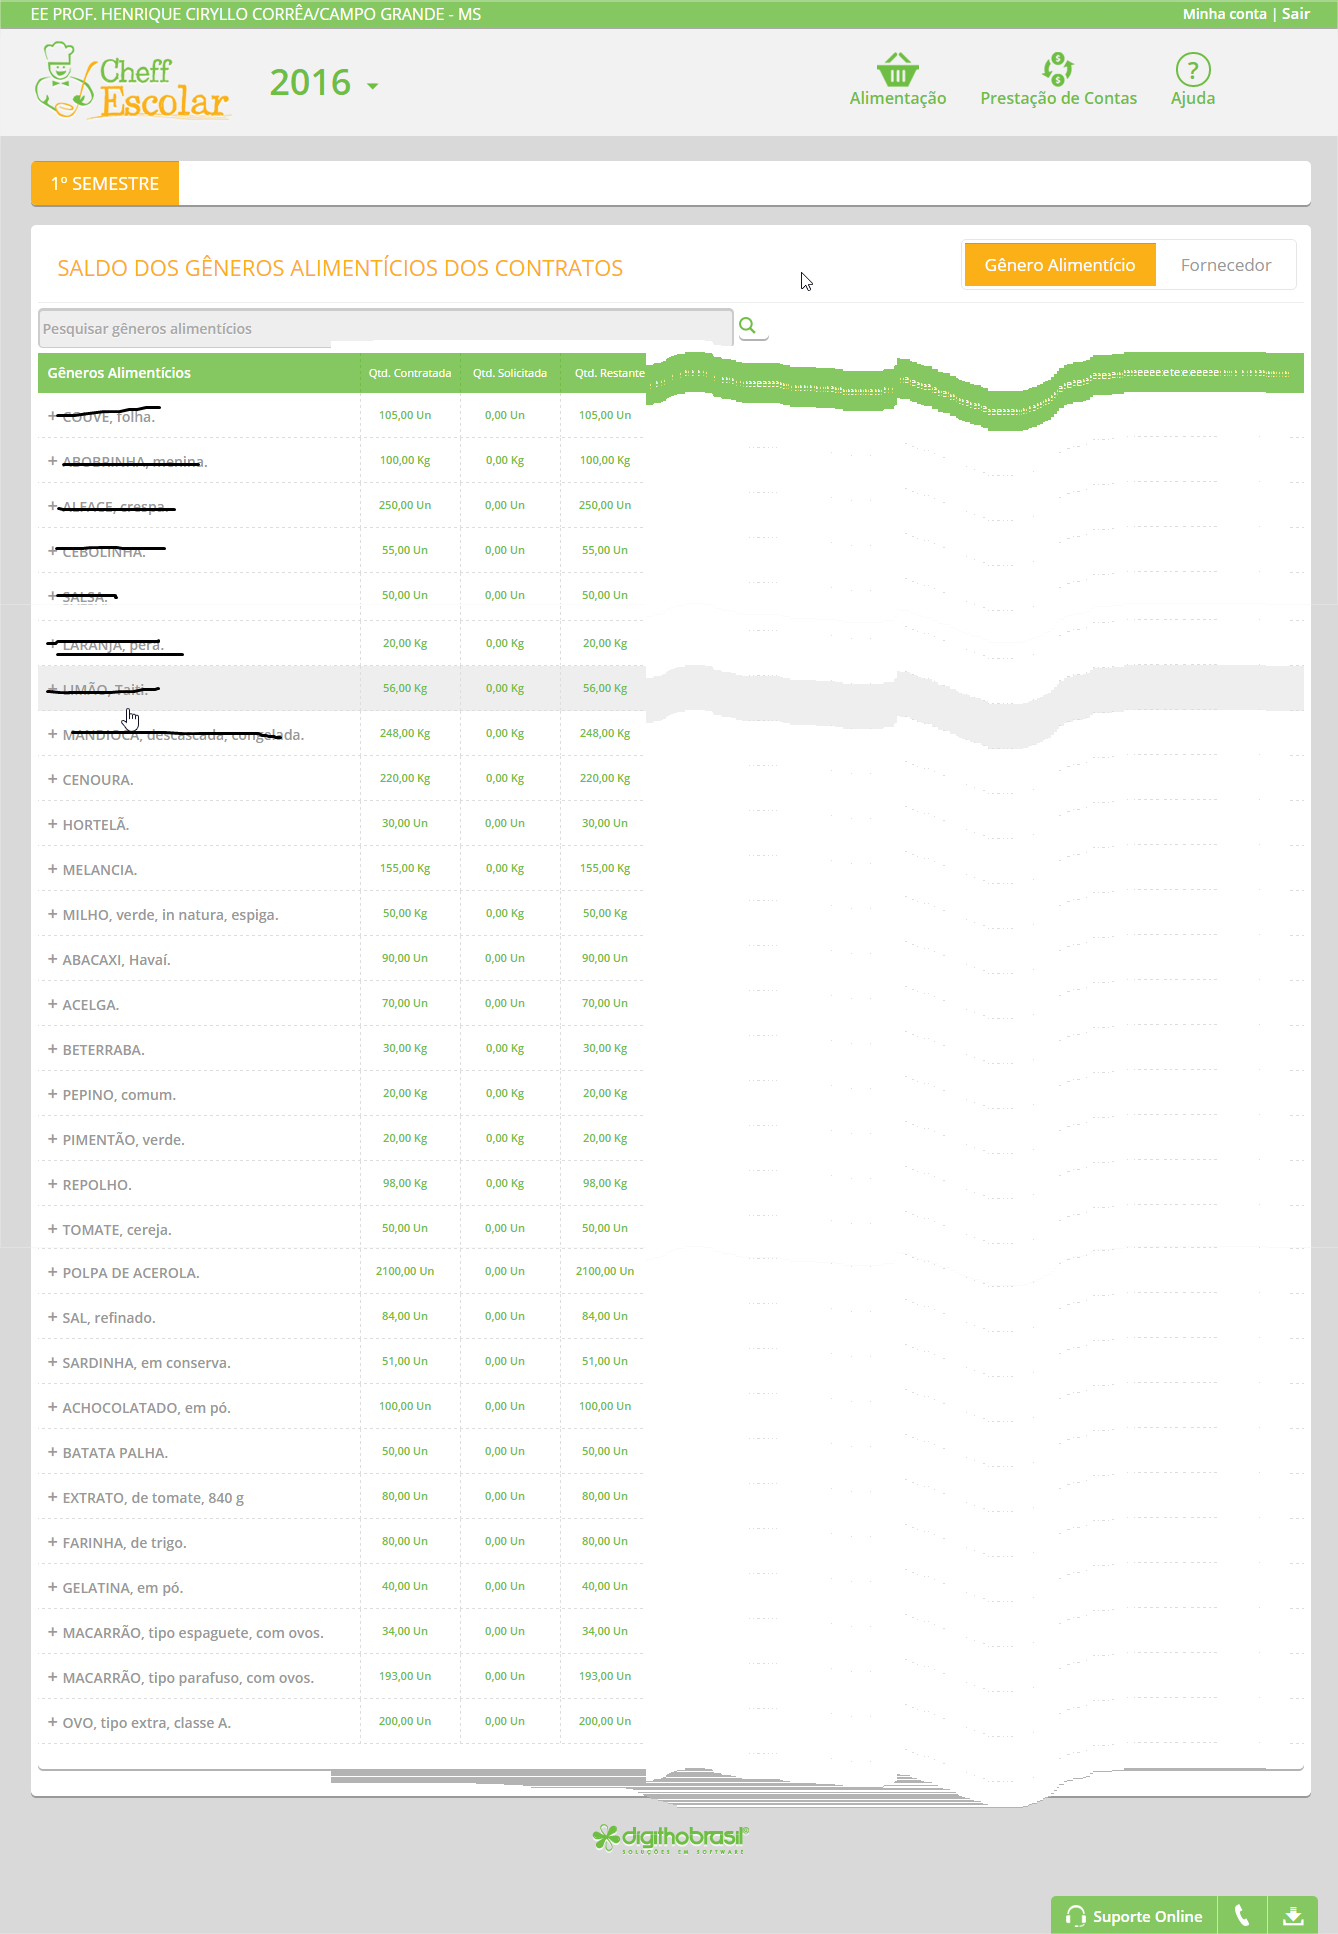 EE PROF. HENRIQUE CIRYLLO CORRÊA/CAMPO GRANDE - MS Minha conta | Sair
Cheff Escolar
2016
Alimentação Prestação de Contas Ajuda
1º SEMESTRE
SALDO DOS GÊNEROS ALIMENTÍCIOS DOS CONTRATOS Gênero Alimentício Fornecedor
Pesquisar gêneros alimentícios
Gêneros Alimentícios Qtd. Contratada Qtd. Solicitada Qtd. Restante
+ COUVE, folha. 105,00 Un 0,00 Un 105,00 Un
+ ABOBRINHA, menina. 100,00 Kg 0,00 Kg 100,00 Kg
+ ALFACE, crespa. 250,00 Un 0,00 Un 250,00 Un
+ CEBOLINHA. 55,00 Un 0,00 Un 55,00 Un
+ SALSA. 50,00 Un 0,00 Un 50,00 Un
+ LARANJA, pera. 20,00 Kg 0,00 Kg 20,00 Kg
+ LIMÃO, Taiti. 56,00 Kg 0,00 Kg 56,00 Kg
+ MANDIOCA, descascada, congelada. 248,00 Kg 0,00 Kg 248,00 Kg
+ CENOURA. 220,00 Kg 0,00 Kg 220,00 Kg
+ HORTELÃ. 30,00 Un 0,00 Un 30,00 Un
+ MELANCIA. 155,00 Kg 0,00 Kg 155,00 Kg
+ MILHO, verde, in natura, espiga. 50,00 Kg 0,00 Kg 50,00 Kg
+ ABACAXI, Havaí. 90,00 Un 0,00 Un 90,00 Un
+ ACELGA. 70,00 Un 0,00 Un 70,00 Un
+ BETERRABA. 30,00 Kg 0,00 Kg 30,00 Kg
+ PEPINO, comum. 20,00 Kg 0,00 Kg 20,00 Kg
+ PIMENTÃO, verde. 20,00 Kg 0,00 Kg 20,00 Kg
+ REPOLHO. 98,00 Kg 0,00 Kg 98,00 Kg
+ TOMATE, cereja. 50,00 Un 0,00 Un 50,00 Un
+ POLPA DE ACEROLA. 2100,00 Un 0,00 Un 2100,00 Un
+ SAL, refinado. 84,00 Un 0,00 Un 84,00 Un
+ SARDINHA, em conserva. 51,00 Un 0,00 Un 51,00 Un
+ ACHOCOLATADO, em pó. 100,00 Un 0,00 Un 100,00 Un
+ BATATA PALHA. 50,00 Un 0,00 Un 50,00 Un
+ EXTRATO, de tomate, 840 g 80,00 Un 0,00 Un 80,00 Un
+ FARINHA, de trigo. 80,00 Un 0,00 Un 80,00 Un
+ GELATINA, em pó. 40,00 Un 0,00 Un 40,00 Un
+ MACARRÃO, tipo espaguete, com ovos. 34,00 Un 0,00 Un 34,00 Un
+ MACARRÃO, tipo parafuso, com ovos. 193,00 Un 0,00 Un 193,00 Un
+ OVO, tipo extra, classe A. 200,00 Un 0,00 Un 200,00 Un
digithobrasil®
SOLUÇÕES EM SOFTWARE
Suporte Online